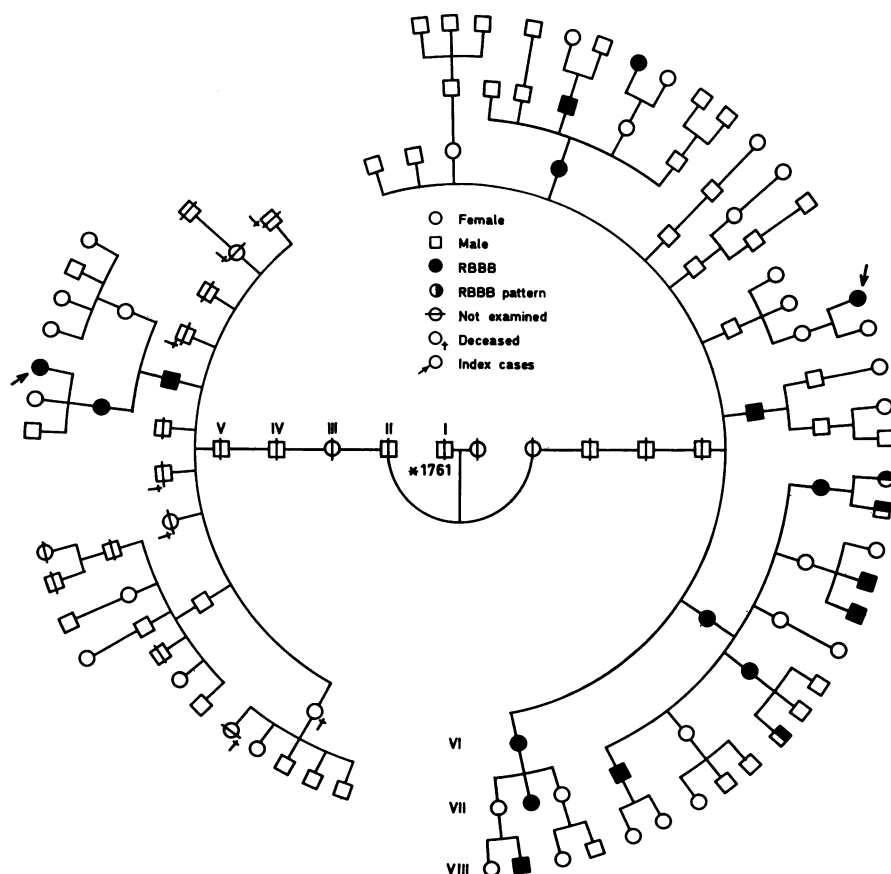 Female
Male
RBBB
RBBB pattern
Not examined
Deceased
Index cases
V IV III II I
*1761
VI
VII
VIII